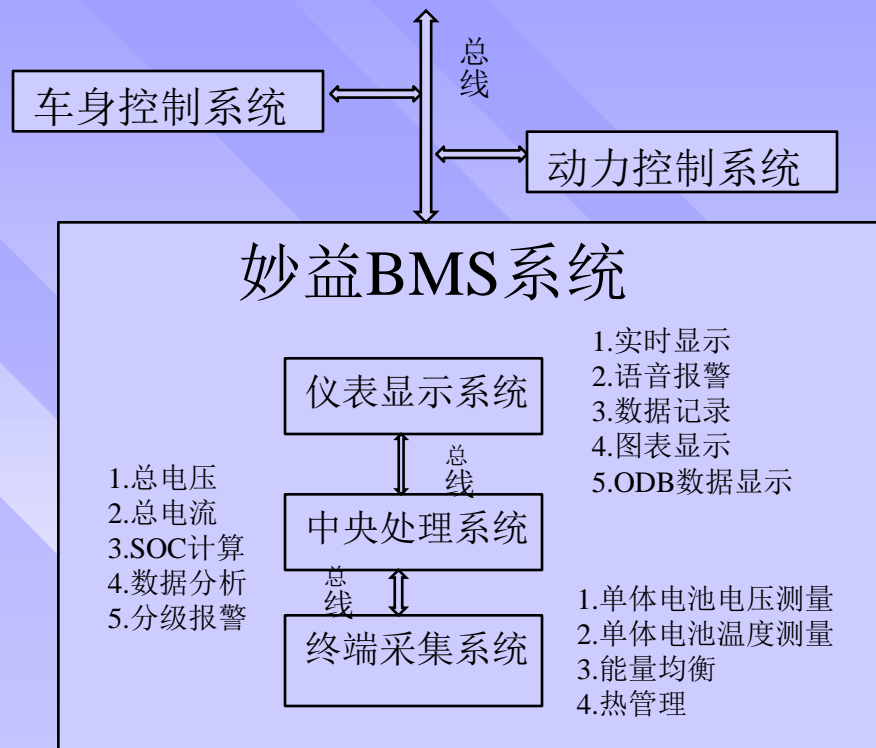 总
线
车身控制系统
动力控制系统
妙益BMS系统
1.实时显示
2.语音报警
3.数据记录
4.图表显示
5.ODB数据显示
仪表显示系统
总
线
1.总电压
2.总电流
3.SOC计算
4.数据分析
5.分级报警
中央处理系统
总
线
终端采集系统
1.单体电池电压测量
2.单体电池温度测量
3.能量均衡
4.热管理